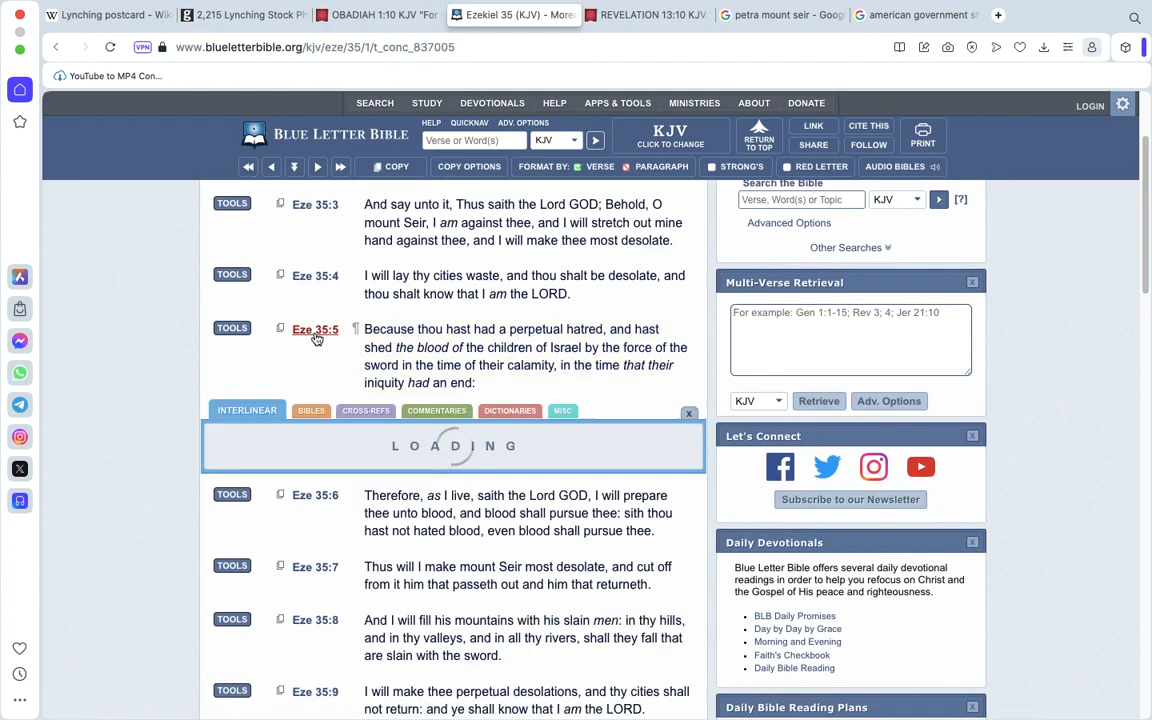 Lynching postcard - Wik
2,215 Lynching Stock Ph
OBADIAH 1:10 KJV "For
Ezekiel 35 (KJV) - Mored
REVELATION 13:10 KJV "
petra mount seir - Goog
american government st
VPN
www.blueletterbible.org/kjv/eze/35/1/t_conc_837005
YouTube to MP4 Con...
SEARCH STUDY DEVOTIONALS HELP APPS & TOOLS MINISTRIES ABOUT DONATE
LOGIN
BLUE LETTER BIBLE
HELP QUICKNAV ADV. OPTIONS
Verse or Word(s)
KJV
KJV
CLICK TO CHANGE
RETURN
TO TOP
LINK
SHARE
CITE THIS
FOLLOW
PRINT
COPY
COPY OPTIONS
FORMAT BY: VERSE PARAGRAPH
STRONG'S
RED LETTER
AUDIO BIBLES
TOOLS Eze 35:3 And say unto it, Thus saith the Lord GOD; Behold, O
mount Seir, I am against thee, and I will stretch out mine
hand against thee, and I will make thee most desolate.
TOOLS Eze 35:4 I will lay thy cities waste, and thou shalt be desolate, and
thou shalt know that I am the LORD.
TOOLS Eze 35:5 ¶ Because thou hast had a perpetual hatred, and hast
shed the blood of the children of Israel by the force of the
sword in the time of their calamity, in the time that their
iniquity had an end:
INTERLINEAR BIBLES CROSS-REFS COMMENTARIES DICTIONARIES MISC x
LOADING
TOOLS Eze 35:6 Therefore, as I live, saith the Lord GOD, I will prepare
thee unto blood, and blood shall pursue thee: sith thou
hast not hated blood, even blood shall pursue thee.
TOOLS Eze 35:7 Thus will I make mount Seir most desolate, and cut off
from it him that passeth out and him that returneth.
TOOLS Eze 35:8 And I will fill his mountains with his slain men: in thy hills,
and in thy valleys, and in all thy rivers, shall they fall that
are slain with the sword.
TOOLS Eze 35:9 I will make thee perpetual desolations, and thy cities shall
not return: and ye shall know that I am the LORD.
Search the Bible
Verse, Word(s) or Topic KJV [?]
Advanced Options
Other Searches
Multi-Verse Retrieval x
For example: Gen 1:1-15; Rev 3; 4; Jer 21:10
KJV Retrieve Adv. Options
Let's Connect x
Subscribe to our Newsletter
Daily Devotionals x
Blue Letter Bible offers several daily devotional
readings in order to help you refocus on Christ and
the Gospel of His peace and righteousness.
• BLB Daily Promises
• Day by Day by Grace
• Morning and Evening
• Faith's Checkbook
• Daily Bible Reading
Daily Bible Reading Plans x